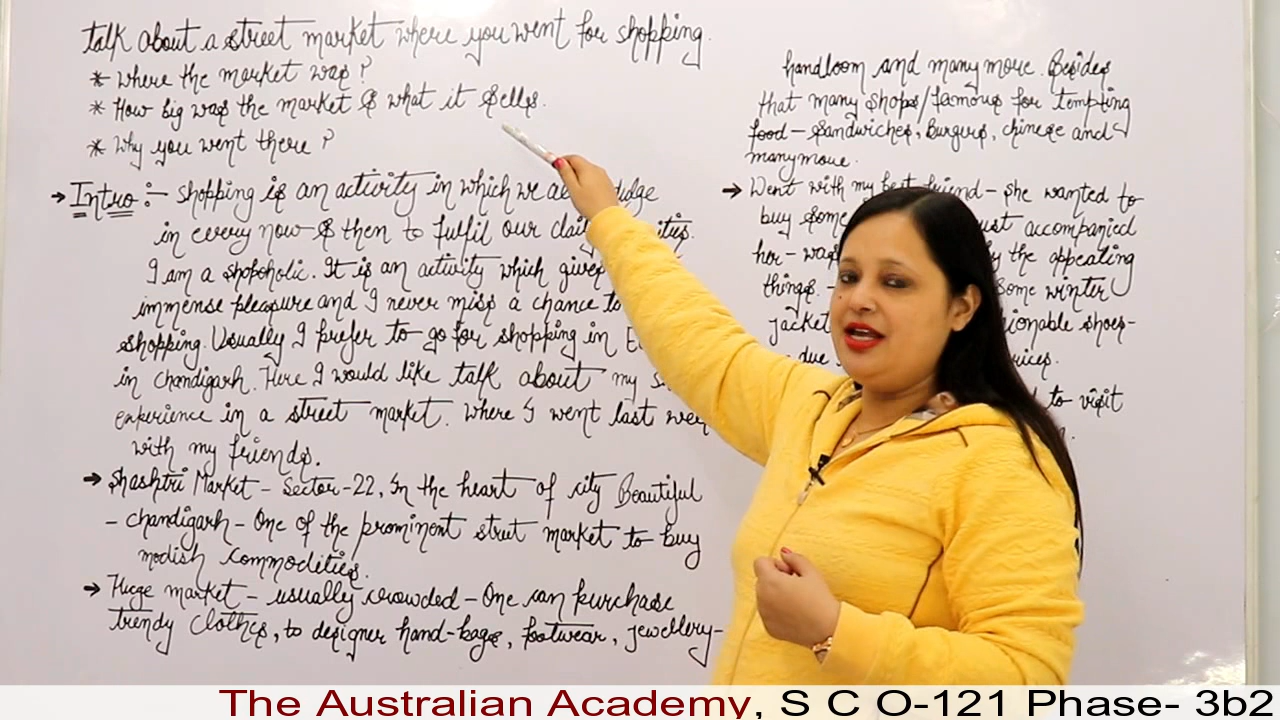 talk about a street market where you went for shopping.
* Where the market was ?
* How big was the market & what it sells.
* Why you went there ?
→ Intro :- Shopping is an activity in which we all
in every now & then to fulfil our
I am a shopoholic. It is an activity which gives
immense pleasure and I never miss a chance to
shopping. Usually I prefer to go for shopping in
in chandigarh. Here I would like talk about my
experience in a street market. Where I went last
with my friends.
→ Shashtri Market - Sector-22, In the heart of city Beautiful
- chandigarh - One of the prominent strut market to buy
modish commodities.
→ Huge market - usually crowded - One can purchase
trendy clothes, to designer hand-bags, footwear, jewellery-
handloom and many more. Besides
that many shops/famous for tempting
food - Sandwiches, Burgers, chinese and
many more.
→ Went with my best friend - she wanted to
buy some accompanied
her - was the appealing
things - some winter
jacket shoes-
due
to visit
The Australian Academy, S C O-121 Phase- 3b2